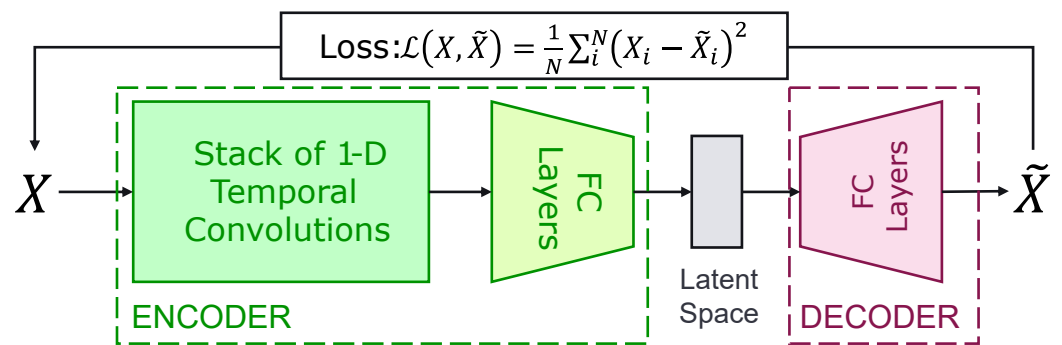 Loss:ℒ(X, X̃) = 1/N ∑ᵢᴺ(Xᵢ − X̃ᵢ)²
X
Stack of 1-D
Temporal
Convolutions
FC
Layers
Latent
Space
FC
Layers
X̃
ENCODER
DECODER